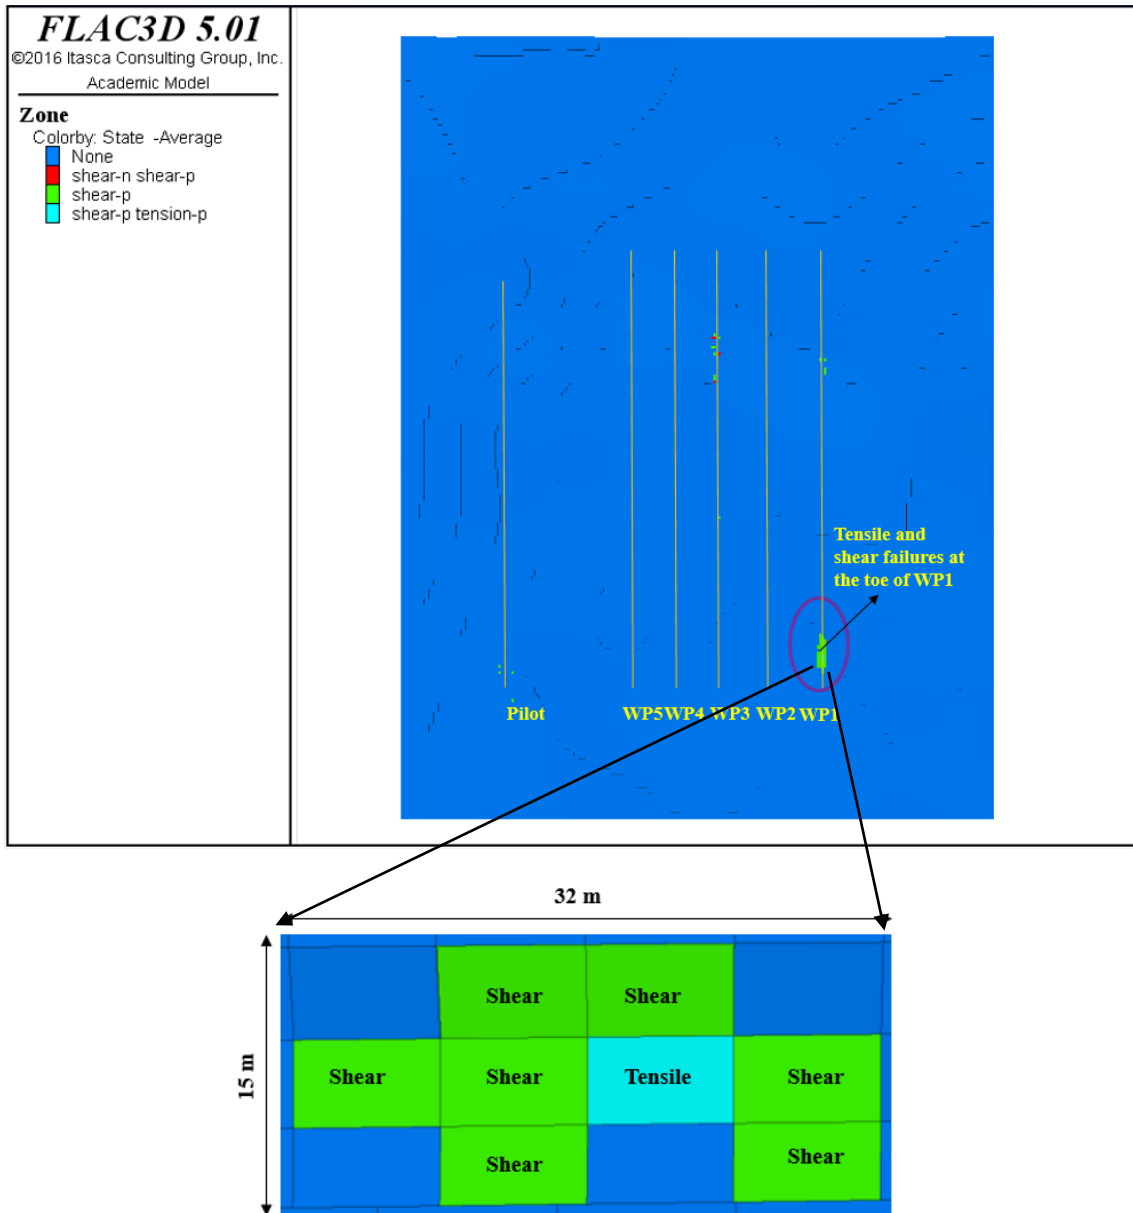 FLAC3D 5.01
©2016 Itasca Consulting Group, Inc.
Academic Model
Zone
Colorby: State -Average
None
shear-n shear-p
shear-p
shear-p tension-p
Tensile and
shear failures at
the toe of WP1
Pilot
WP5
WP4
WP3
WP2
WP1
32 m
15 m
Shear Shear
Shear Shear Tensile Shear
Shear Shear